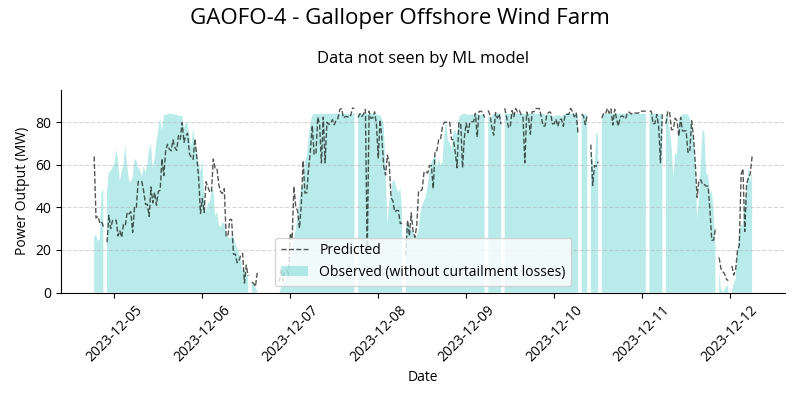 GAOFO-4 - Galloper Offshore Wind Farm
Data not seen by ML model
Power Output (MW)
80
60
40
20
0
Predicted
Observed (without curtailment losses)
2023-12-05
2023-12-06
2023-12-07
2023-12-08
2023-12-09
2023-12-10
2023-12-11
2023-12-12
Date